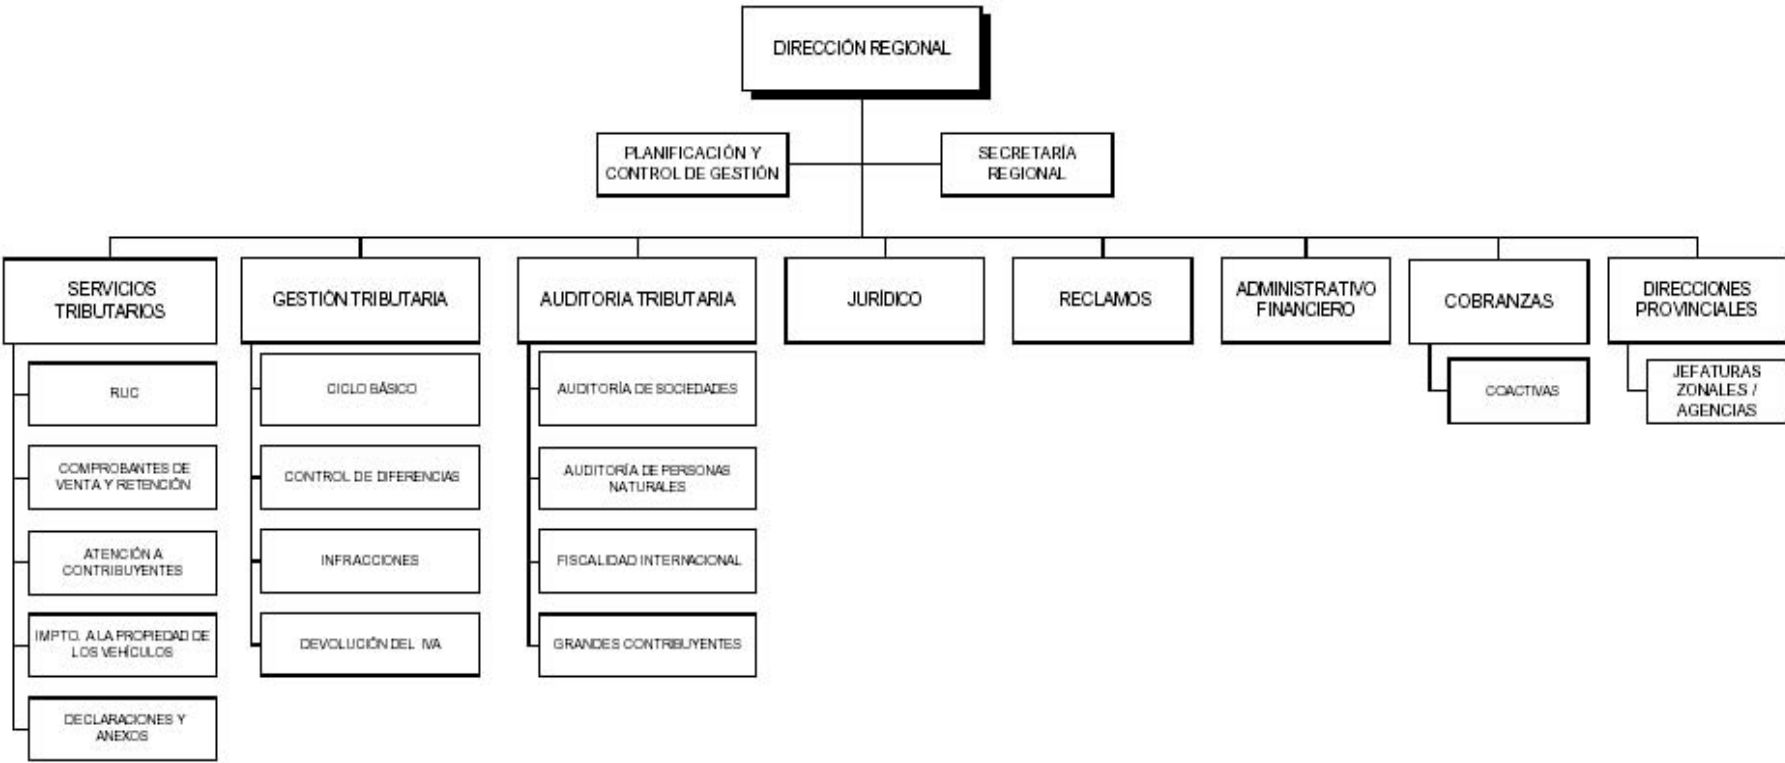 DIRECCIÓN REGIONAL
PLANIFICACIÓN Y
CONTROL DE GESTIÓN
SECRETARÍA
REGIONAL
SERVICIOS
TRIBUTARIOS
GESTIÓN TRIBUTARIA
AUDITORIA TRIBUTARIA
JURÍDICO
RECLAMOS
ADMINISTRATIVO
FINANCIERO
COBRANZAS
DIRECCIONES
PROVINCIALES
RUC
COMPROBANTES DE
VENTA Y RETENCIÓN
ATENCIÓN A
CONTRIBUYENTES
IMPTO. A LA PROPIEDAD DE
LOS VEHÍCULOS
DECLARACIONES Y
ANEXOS
CICLO BÁSICO
CONTROL DE DIFERENCIAS
INFRACCIONES
DEVOLUCIÓN DEL IVA
AUDITORÍA DE SOCIEDADES
AUDITORÍA DE PERSONAS
NATURALES
FISCALIDAD INTERNACIONAL
GRANDES CONTRIBUYENTES
COACTIVAS
JEFATURAS
ZONALES /
AGENCIAS